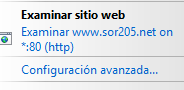 Examinar sitio web
Examinar www.sor205.net on
*:80 (http)
Configuración avanzada...